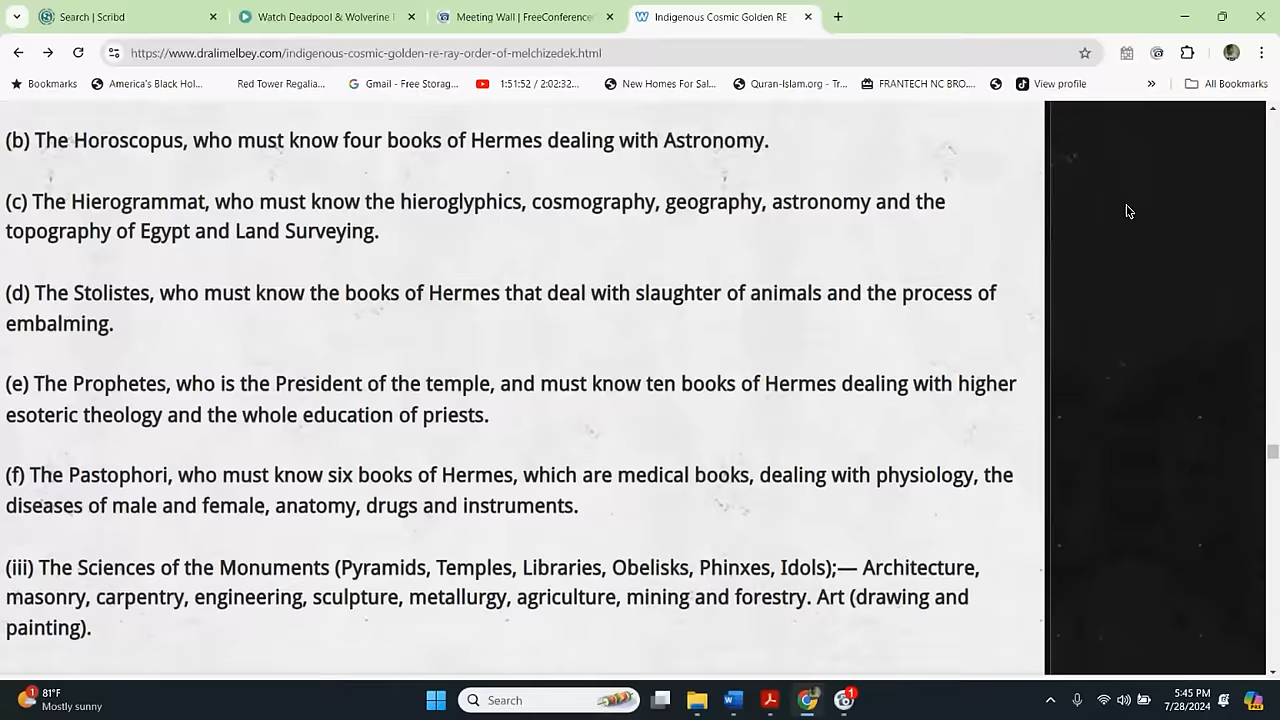 Search | Scribd
Watch Deadpool & Wolverine
Meeting Wall | FreeConference
Indigenous Cosmic Golden RE
https://www.dralimelbey.com/indigenous-cosmic-golden-re-ray-order-of-melchizedek.html
Bookmarks
America's Black Hol...
Red Tower Regalia...
Gmail - Free Storag...
1:51:52 / 2:02:32...
New Homes For Sal...
Quran-Islam.org - Tr...
FRANTECH NC BRO....
View profile
»
All Bookmarks
(b) The Horoscopus, who must know four books of Hermes dealing with Astronomy.
(c) The Hierogrammat, who must know the hieroglyphics, cosmography, geography, astronomy and the
topography of Egypt and Land Surveying.
(d) The Stolistes, who must know the books of Hermes that deal with slaughter of animals and the process of
embalming.
(e) The Prophetes, who is the President of the temple, and must know ten books of Hermes dealing with higher
esoteric theology and the whole education of priests.
(f) The Pastophori, who must know six books of Hermes, which are medical books, dealing with physiology, the
diseases of male and female, anatomy, drugs and instruments.
(iii) The Sciences of the Monuments (Pyramids, Temples, Libraries, Obelisks, Phinxes, Idols);— Architecture,
masonry, carpentry, engineering, sculpture, metallurgy, agriculture, mining and forestry. Art (drawing and
painting).
1
81°F
Mostly sunny
Search
1
5:45 PM
7/28/2024